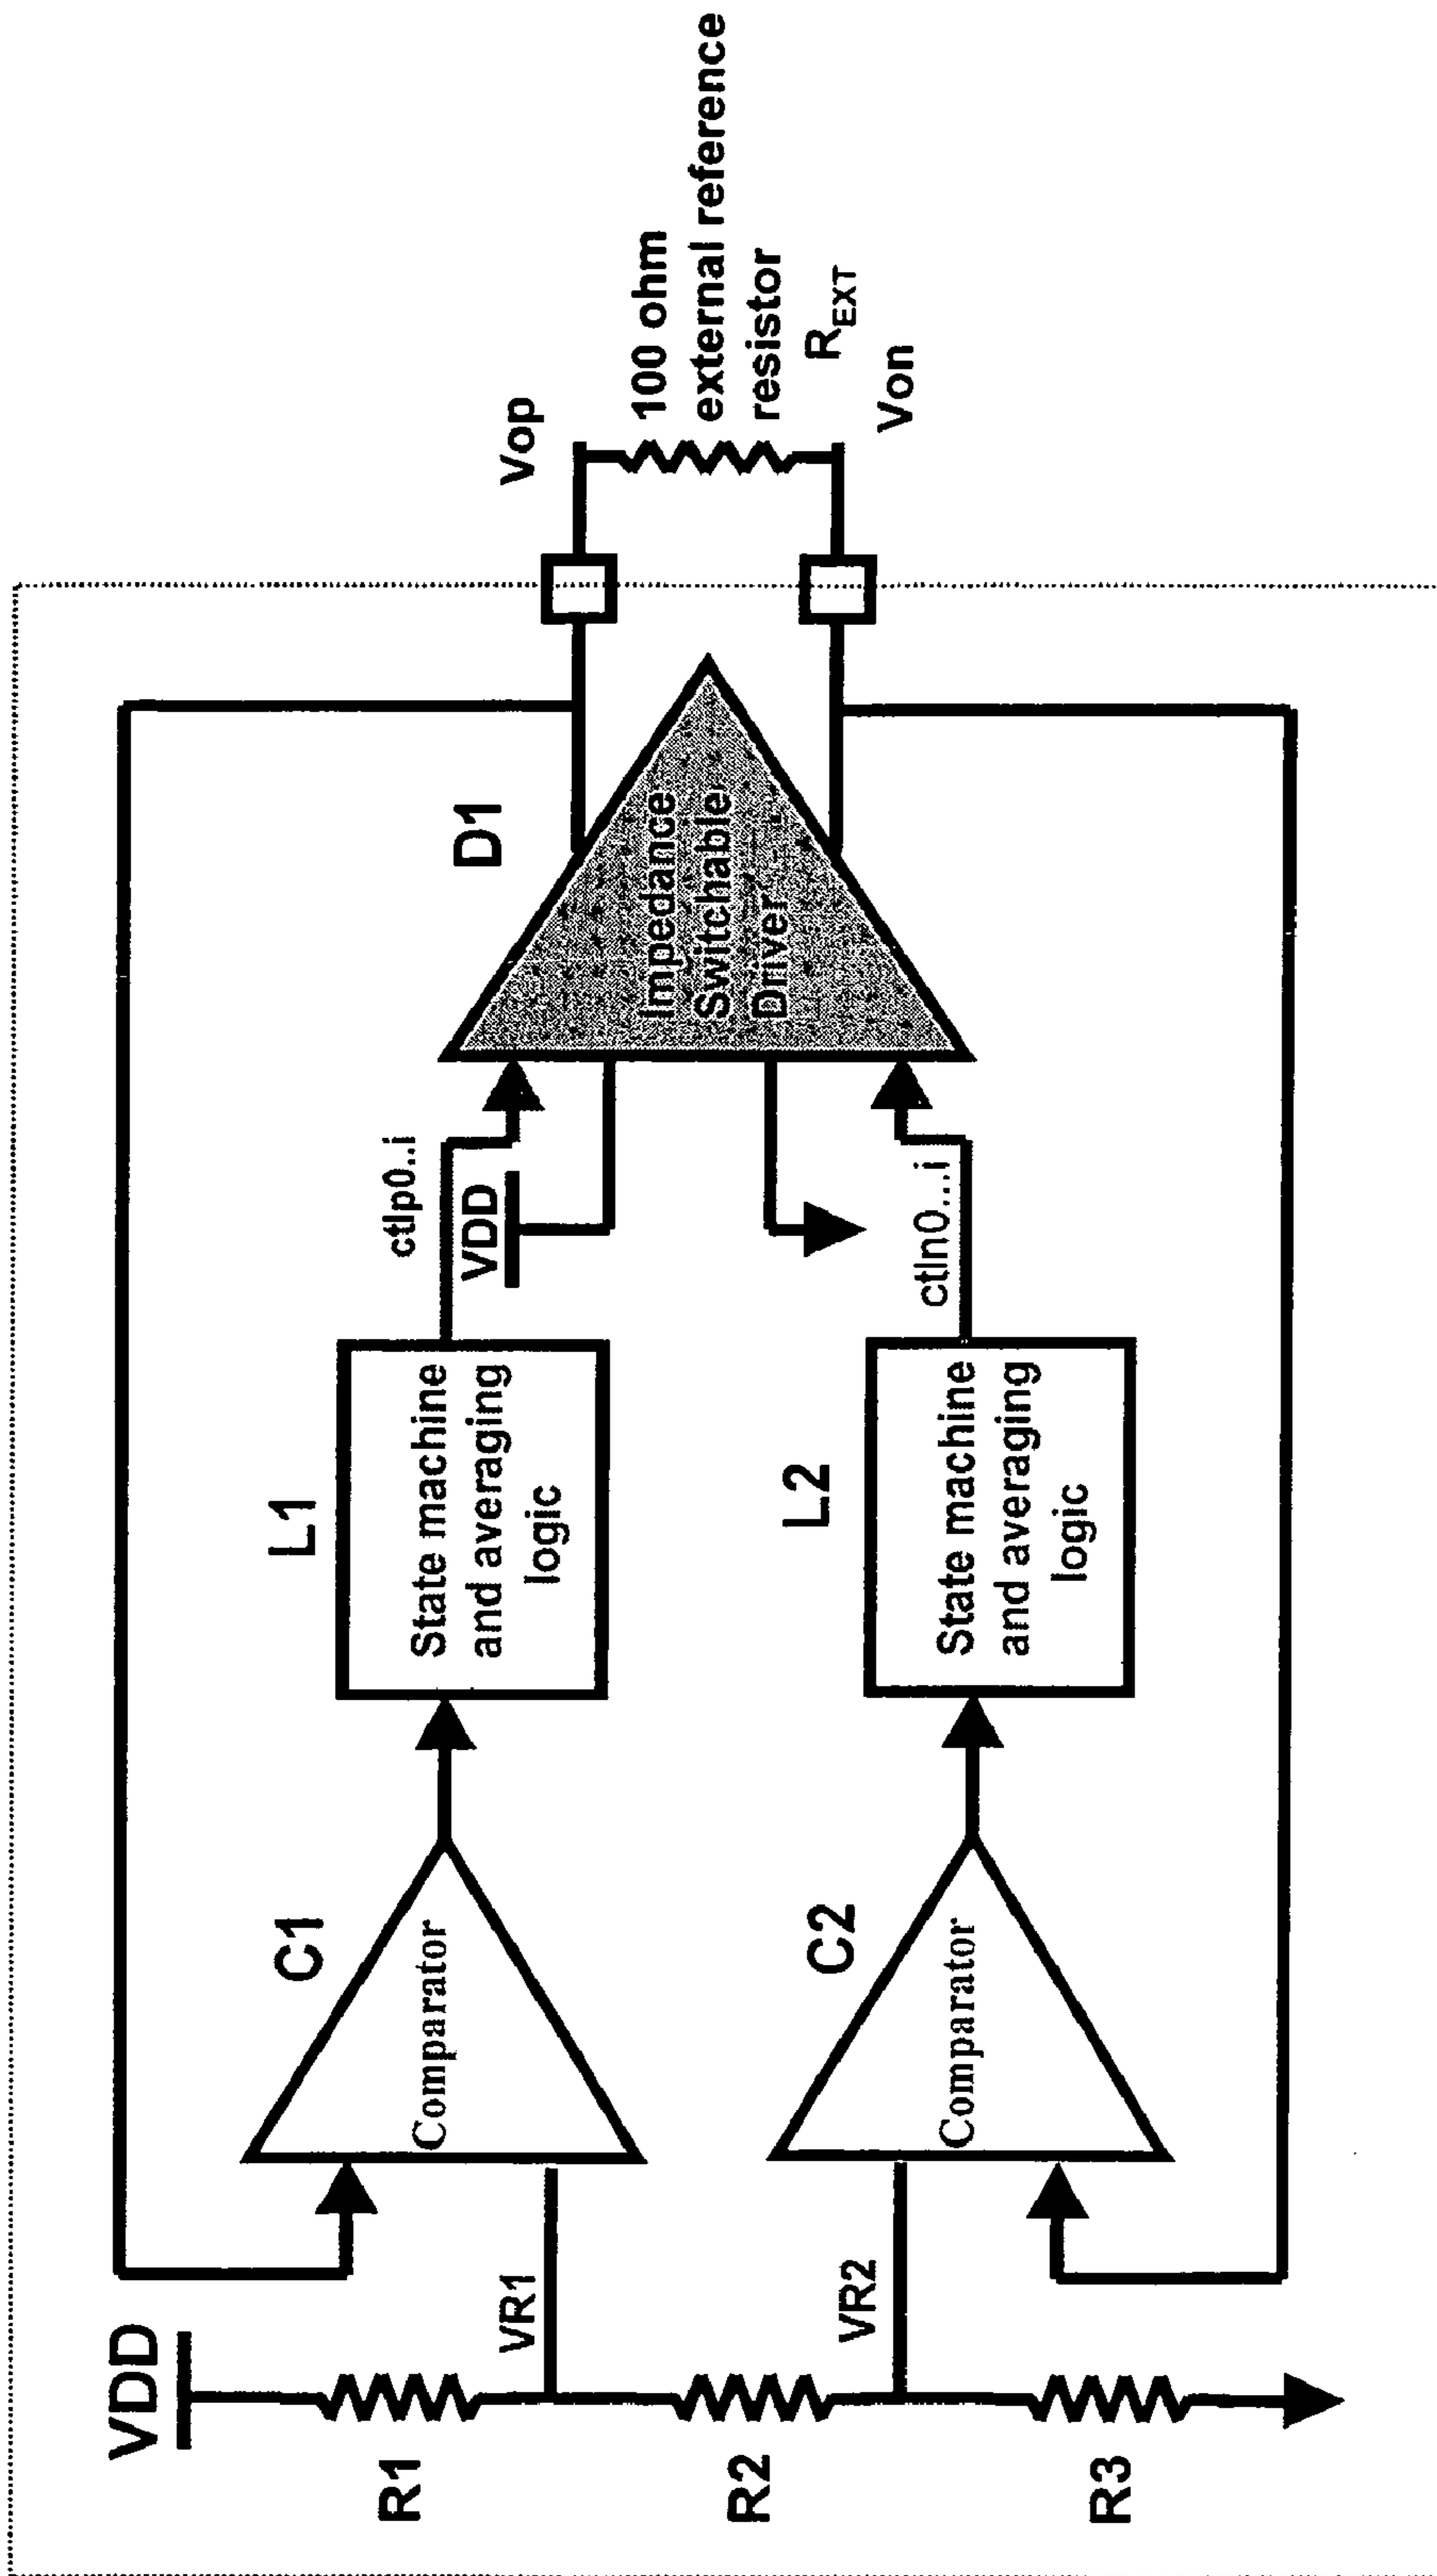 VDD
R1
R2
R3
VR1
VR2
C1
Comparator
C2
Comparator
L1
State machine
and averaging
logic
L2
State machine
and averaging
logic
ctlp0..i
VDD
ctln0...i
D1
Impedance
Switchable
Driver
Vop
100 ohm
external reference
resistor
REXT
Von